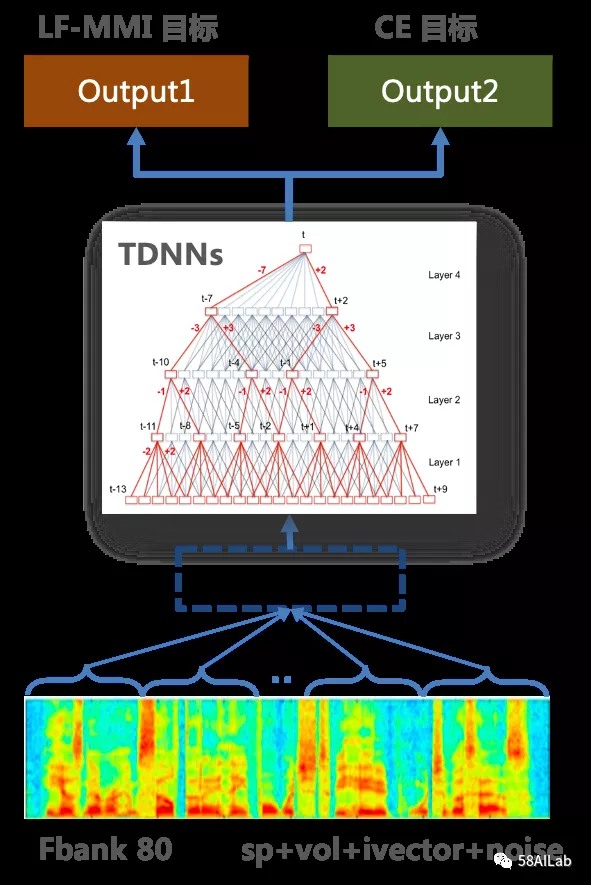 LF-MMI 目标 CE 目标
Output1 Output2
TDNNs
t
-7 +2
Layer 4
t-7 t+2
-3 +3 -3 +3
Layer 3
t-10 t-4 t-1 t+5
-1 +2 -1 +2 -1 +2 -1 +2
Layer 2
t-11 t-8 t-5 t-2 t+1 t+4 t+7
-2 +2
Layer 1
t-13 t+9
Fbank 80 sp+vol+ivector+noise
58AILab